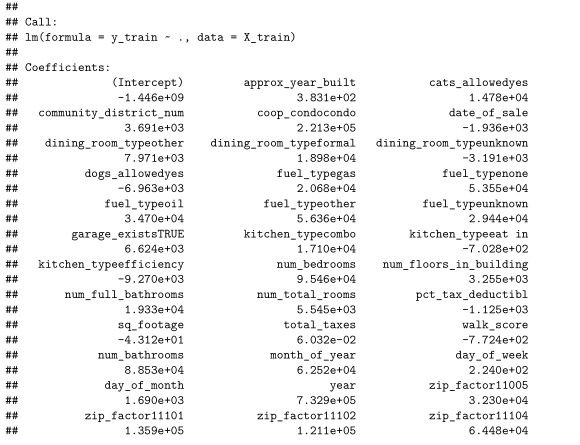 ##
## Call:
## lm(formula = y_train ~ ., data = X_train)
##
## Coefficients:
## (Intercept) approx_year_built cats_allowedyes
## -1.446e+09 3.831e+02 1.478e+04
## community_district_num coop_condocondo date_of_sale
## 3.691e+03 2.213e+05 -1.936e+03
## dining_room_typeother dining_room_typeformal dining_room_typeunknown
## 7.971e+03 1.898e+04 -3.191e+03
## dogs_allowedyes fuel_typegas fuel_typenone
## -6.963e+03 2.068e+04 5.355e+04
## fuel_typeoil fuel_typeother fuel_typeunknown
## 3.470e+04 5.636e+04 2.944e+04
## garage_existsTRUE kitchen_typecombo kitchen_typeeat in
## 6.624e+03 1.710e+04 -7.028e+02
## kitchen_typeefficiency num_bedrooms num_floors_in_building
## -9.270e+03 9.546e+04 3.255e+03
## num_full_bathrooms num_total_rooms pct_tax_deductibl
## 1.933e+04 5.545e+03 -1.125e+03
## sq_footage total_taxes walk_score
## -4.312e+01 6.032e-02 -7.724e+02
## num_bathrooms month_of_year day_of_week
## 8.853e+04 6.252e+04 2.240e+02
## day_of_month year zip_factor11005
## 1.690e+03 7.329e+05 3.230e+04
## zip_factor11101 zip_factor11102 zip_factor11104
## 1.359e+05 1.211e+05 6.448e+04